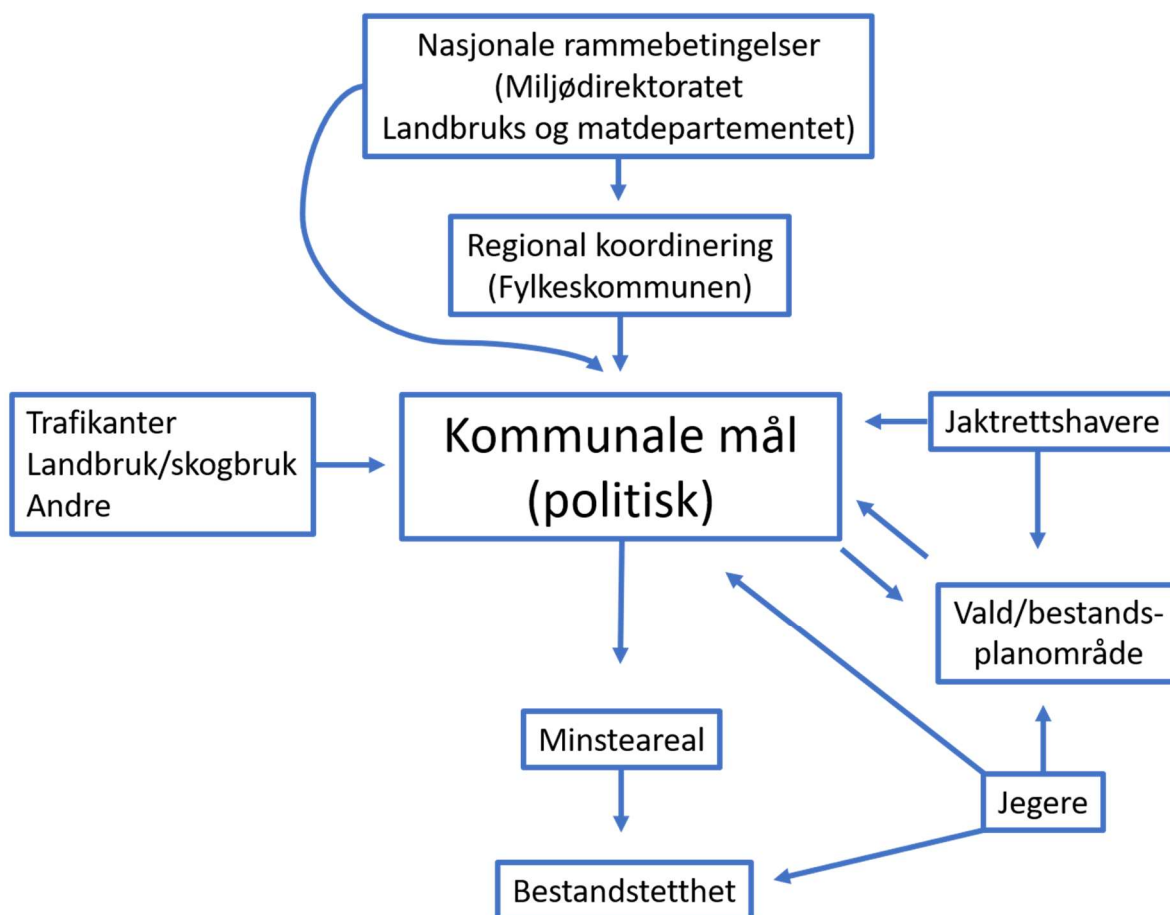 Nasjonale rammebetingelser
(Miljødirektoratet
Landbruks og matdepartementet)
Regional koordinering
(Fylkeskommunen)
Trafikanter
Landbruk/skogbruk
Andre
Kommunale mål
(politisk)
Jaktrettshavere
Vald/bestands-
planområde
Minsteareal
Jegere
Bestandstetthet